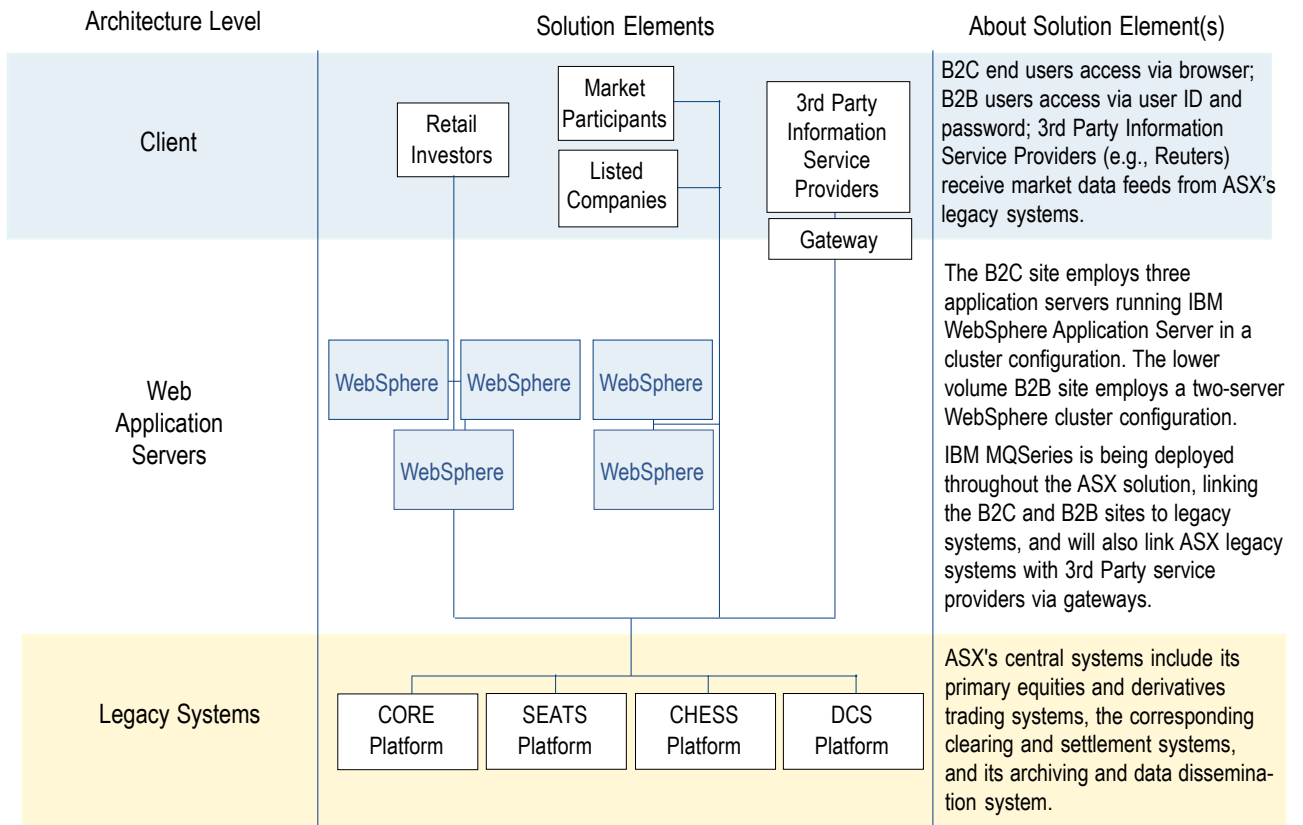 Architecture Level
Solution Elements
About Solution Element(s)
Client
Retail
Investors
Market
Participants
Listed
Companies
3rd Party
Information
Service
Providers
Gateway
B2C end users access via browser;
B2B users access via user ID and
password; 3rd Party Information
Service Providers (e.g., Reuters)
receive market data feeds from ASX’s
legacy systems.
Web
Application
Servers
WebSphere
WebSphere
WebSphere
WebSphere
WebSphere
The B2C site employs three
application servers running IBM
WebSphere Application Server in a
cluster configuration. The lower
volume B2B site employs a two-server
WebSphere cluster configuration.
IBM MQSeries is being deployed
throughout the ASX solution, linking
the B2C and B2B sites to legacy
systems, and will also link ASX legacy
systems with 3rd Party service
providers via gateways.
Legacy Systems
CORE
Platform
SEATS
Platform
CHESS
Platform
DCS
Platform
ASX's central systems include its
primary equities and derivatives
trading systems, the corresponding
clearing and settlement systems,
and its archiving and data dissemina-
tion system.